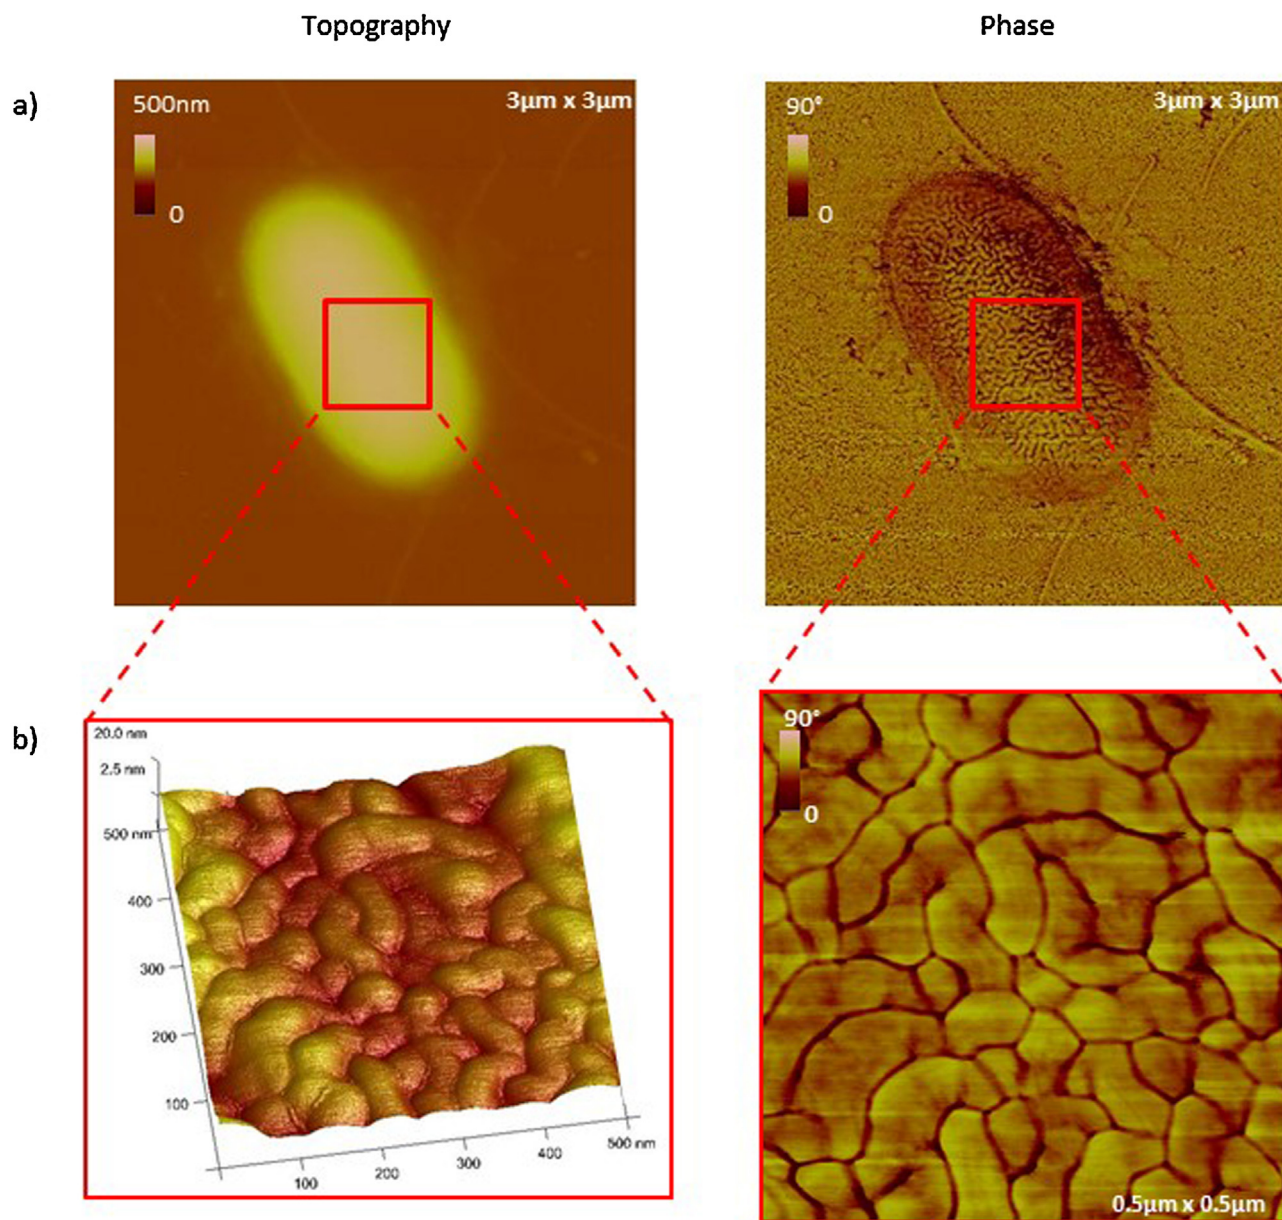 Topography Phase
a)
500nm 3µm x 3µm
0
90° 3µm x 3µm
0
b)
20.0 nm
2.5 nm
500 nm
400
300
200
100
100 200 300 400 500 nm
90°
0
0.5µm x 0.5µm